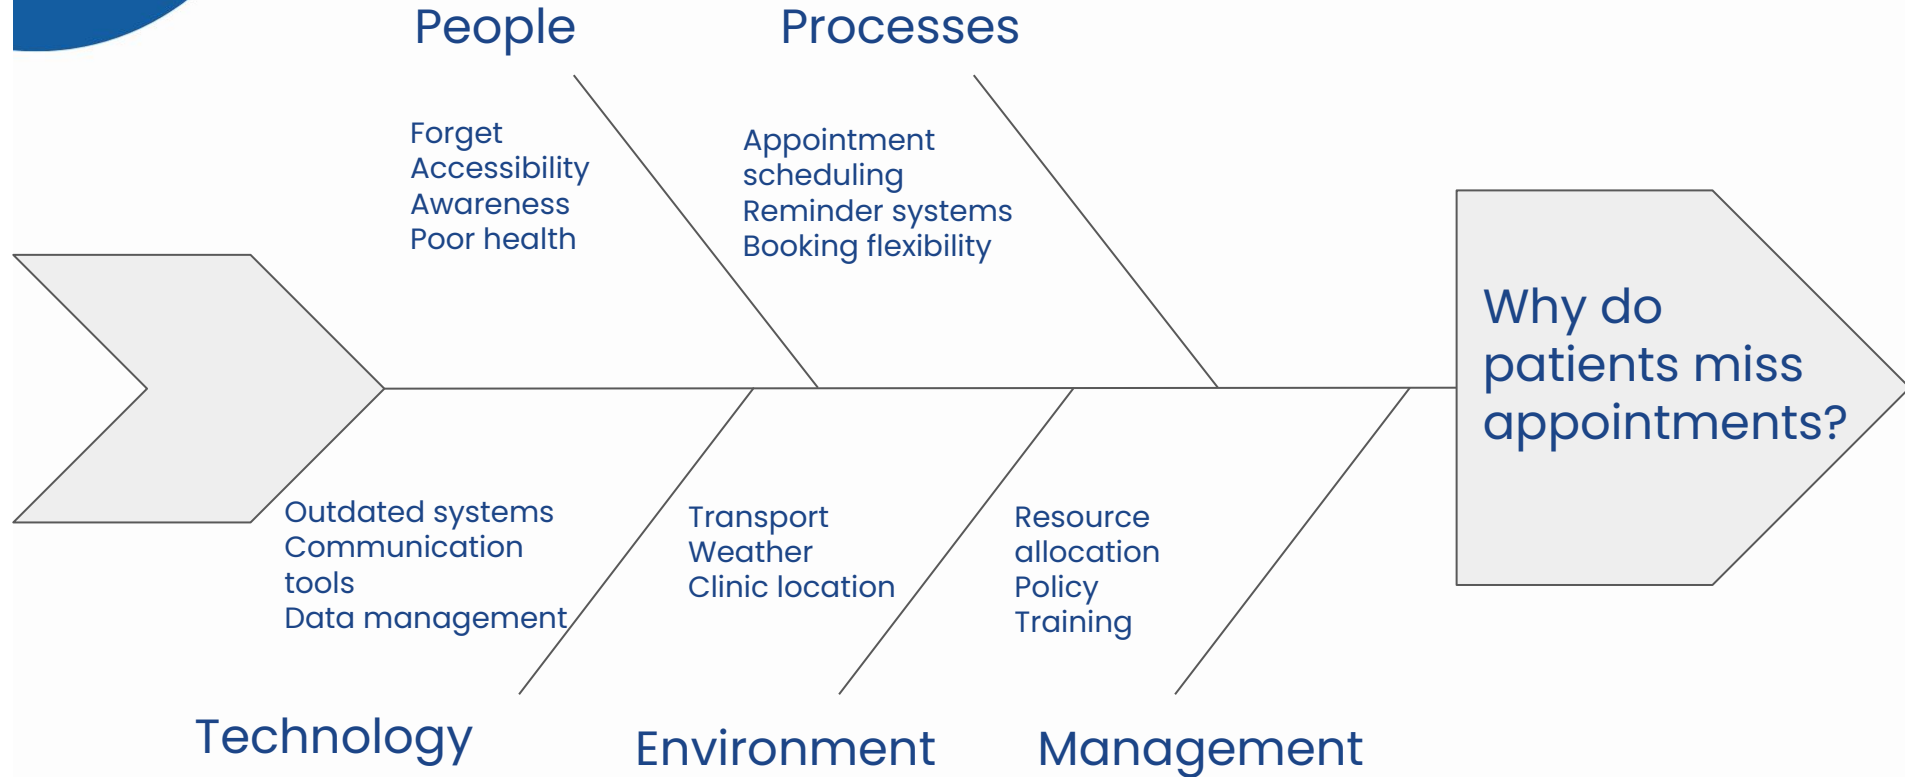 People
Processes
Forget
Accessibility
Awareness
Poor health
Appointment
scheduling
Reminder systems
Booking flexibility
Why do
patients miss
appointments?
Outdated systems
Communication
tools
Data management
Transport
Weather
Clinic location
Resource
allocation
Policy
Training
Technology
Environment
Management